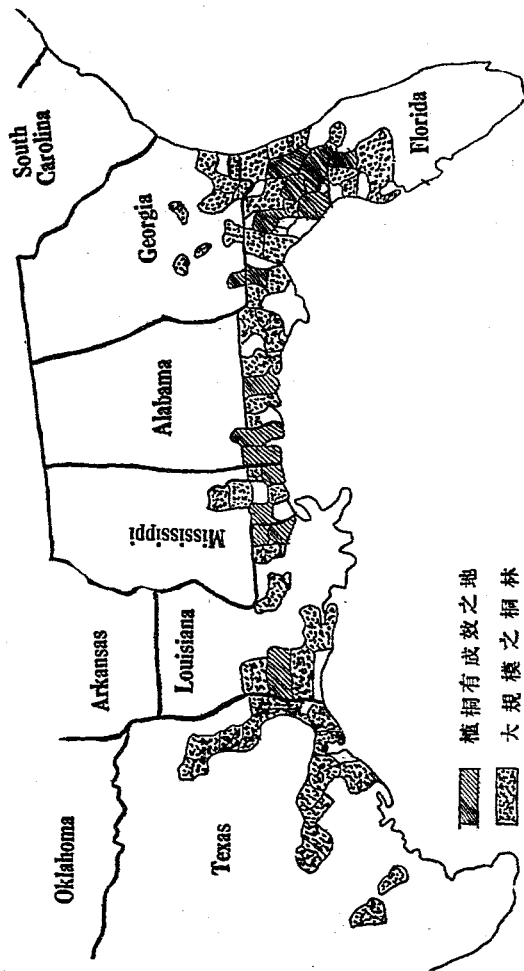 Oklahoma
Arkansas
Texas
Louisiana
Mississippi
Alabama
Georgia
South
Carolina
Florida
植桐有成效之地
大規模之桐林